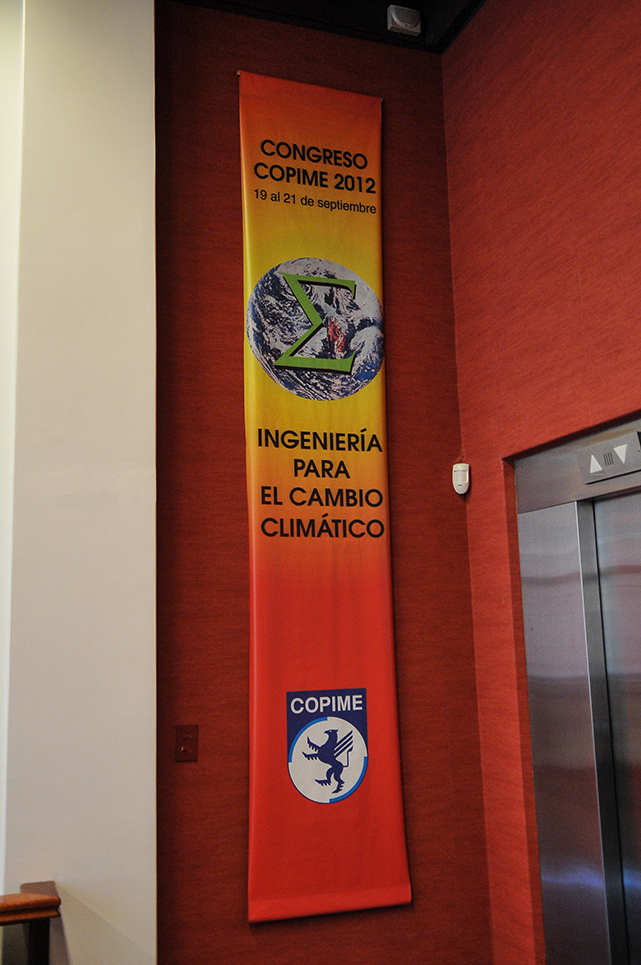 CONGRESO
COPIME 2012
19 al 21 de septiembre
Σ
INGENIERÍA
PARA
EL CAMBIO
CLIMÁTICO
COPIME